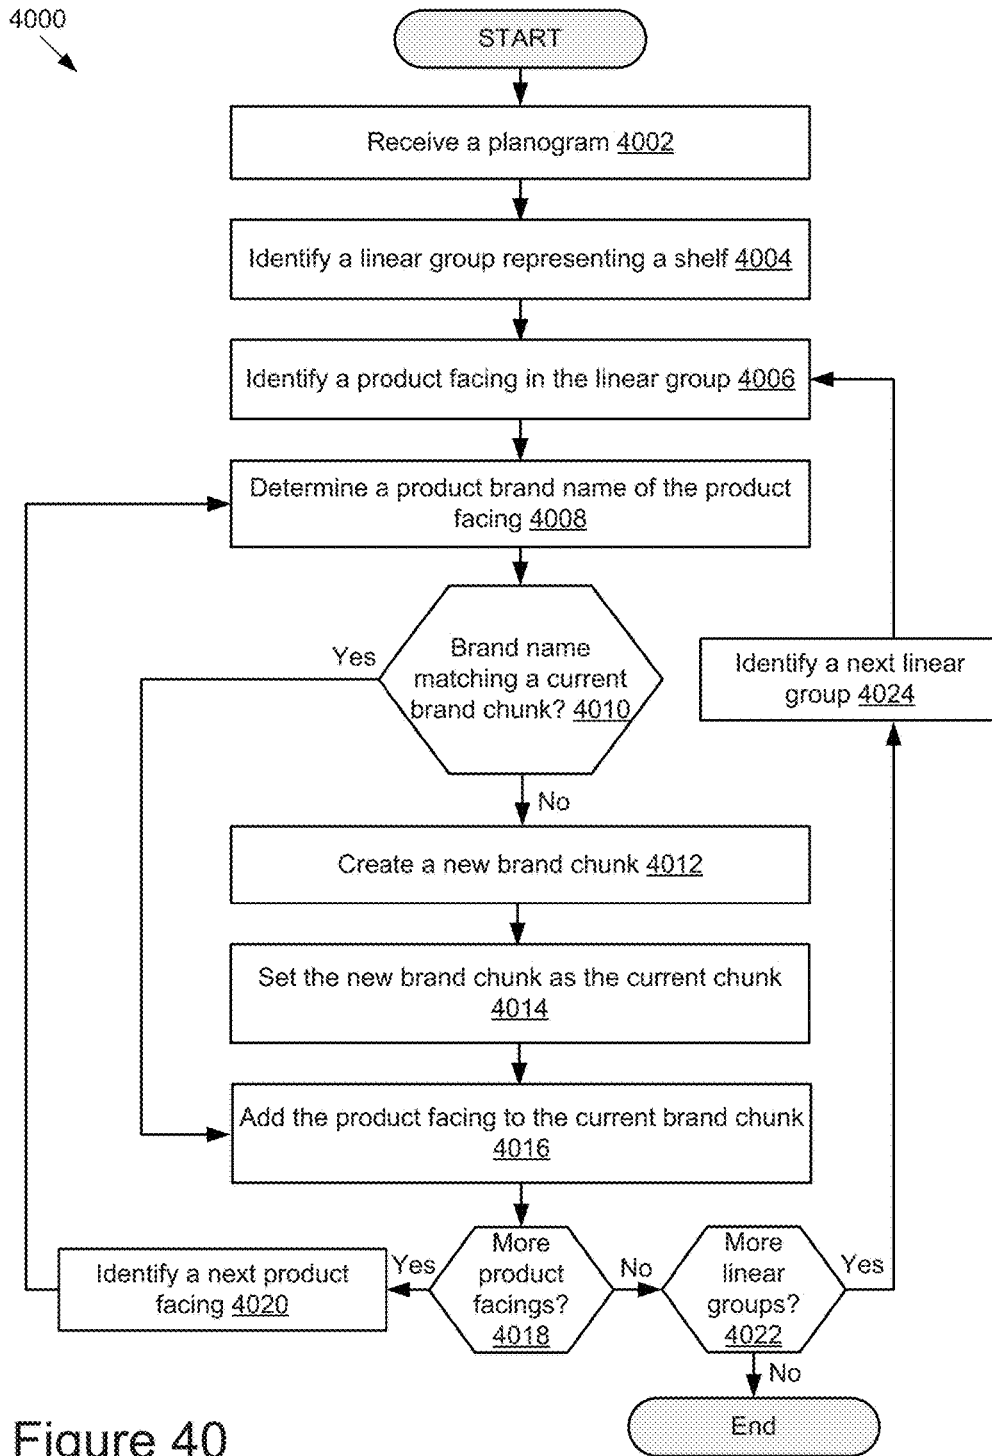 4000
START
Receive a planogram 4002
Identify a linear group representing a shelf 4004
Identify a product facing in the linear group 4006
Determine a product brand name of the product
facing 4008
Yes
Brand name
matching a current
brand chunk? 4010
Identify a next linear
group 4024
No
Create a new brand chunk 4012
Set the new brand chunk as the current chunk
4014
Add the product facing to the current brand chunk
4016
Identify a next product
facing 4020
Yes
More
product
facings?
4018
No
More
linear
groups?
4022
Yes
No
End
Figure 40